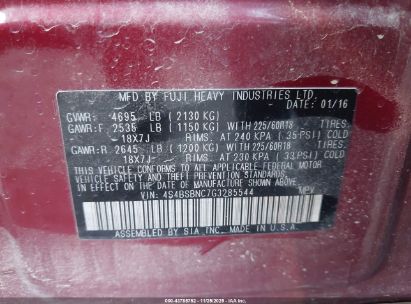 MFD. BY FUJI HEAVY INDUSTRIES LTD.
DATE: 01/16
GVWR: 4695 LB (2130 KG)
GAWR:F 2535 LB (1150 KG) WITH 225/60R18 TIRES,
18X7J RIMS, AT 240 KPA (35 PSI) COLD
GAWR:R 2645 LB (1200 KG) WITH 225/60R18 TIRES,
18X7J RIMS, AT 230 KPA (33 PSI) COLD
THIS VEHICLE CONFORMS TO ALL APPLICABLE FEDERAL MOTOR
VEHICLE SAFETY AND BUMPER STANDARDS IN
EFFECT ON THE DATE OF MANUFACTURE SHOWN
ABOVE.
VIN: 4S4BSBNC7G3285544 MPV
ASSEMBLED BY SIA, INC. MADE IN U.S.A.